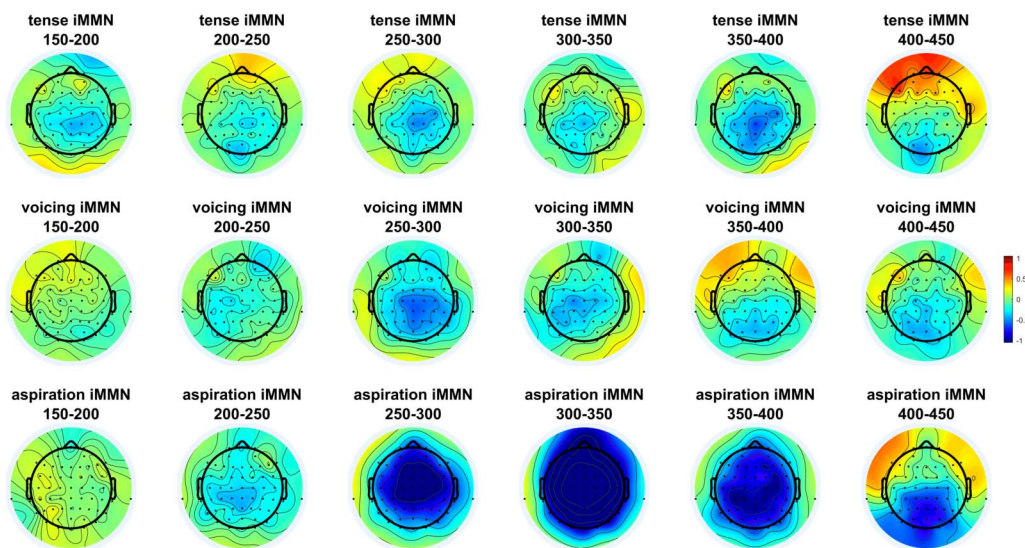 tense iMMN tense iMMN tense iMMN tense iMMN tense iMMN tense iMMN
150-200 200-250 250-300 300-350 350-400 400-450
voicing iMMN voicing iMMN voicing iMMN voicing iMMN voicing iMMN voicing iMMN
150-200 200-250 250-300 300-350 350-400 400-450
1
0.5
0
-0.
-1
aspiration iMMN aspiration iMMN aspiration iMMN aspiration iMMN aspiration iMMN aspiration iMMN
150-200 200-250 250-300 300-350 350-400 400-450